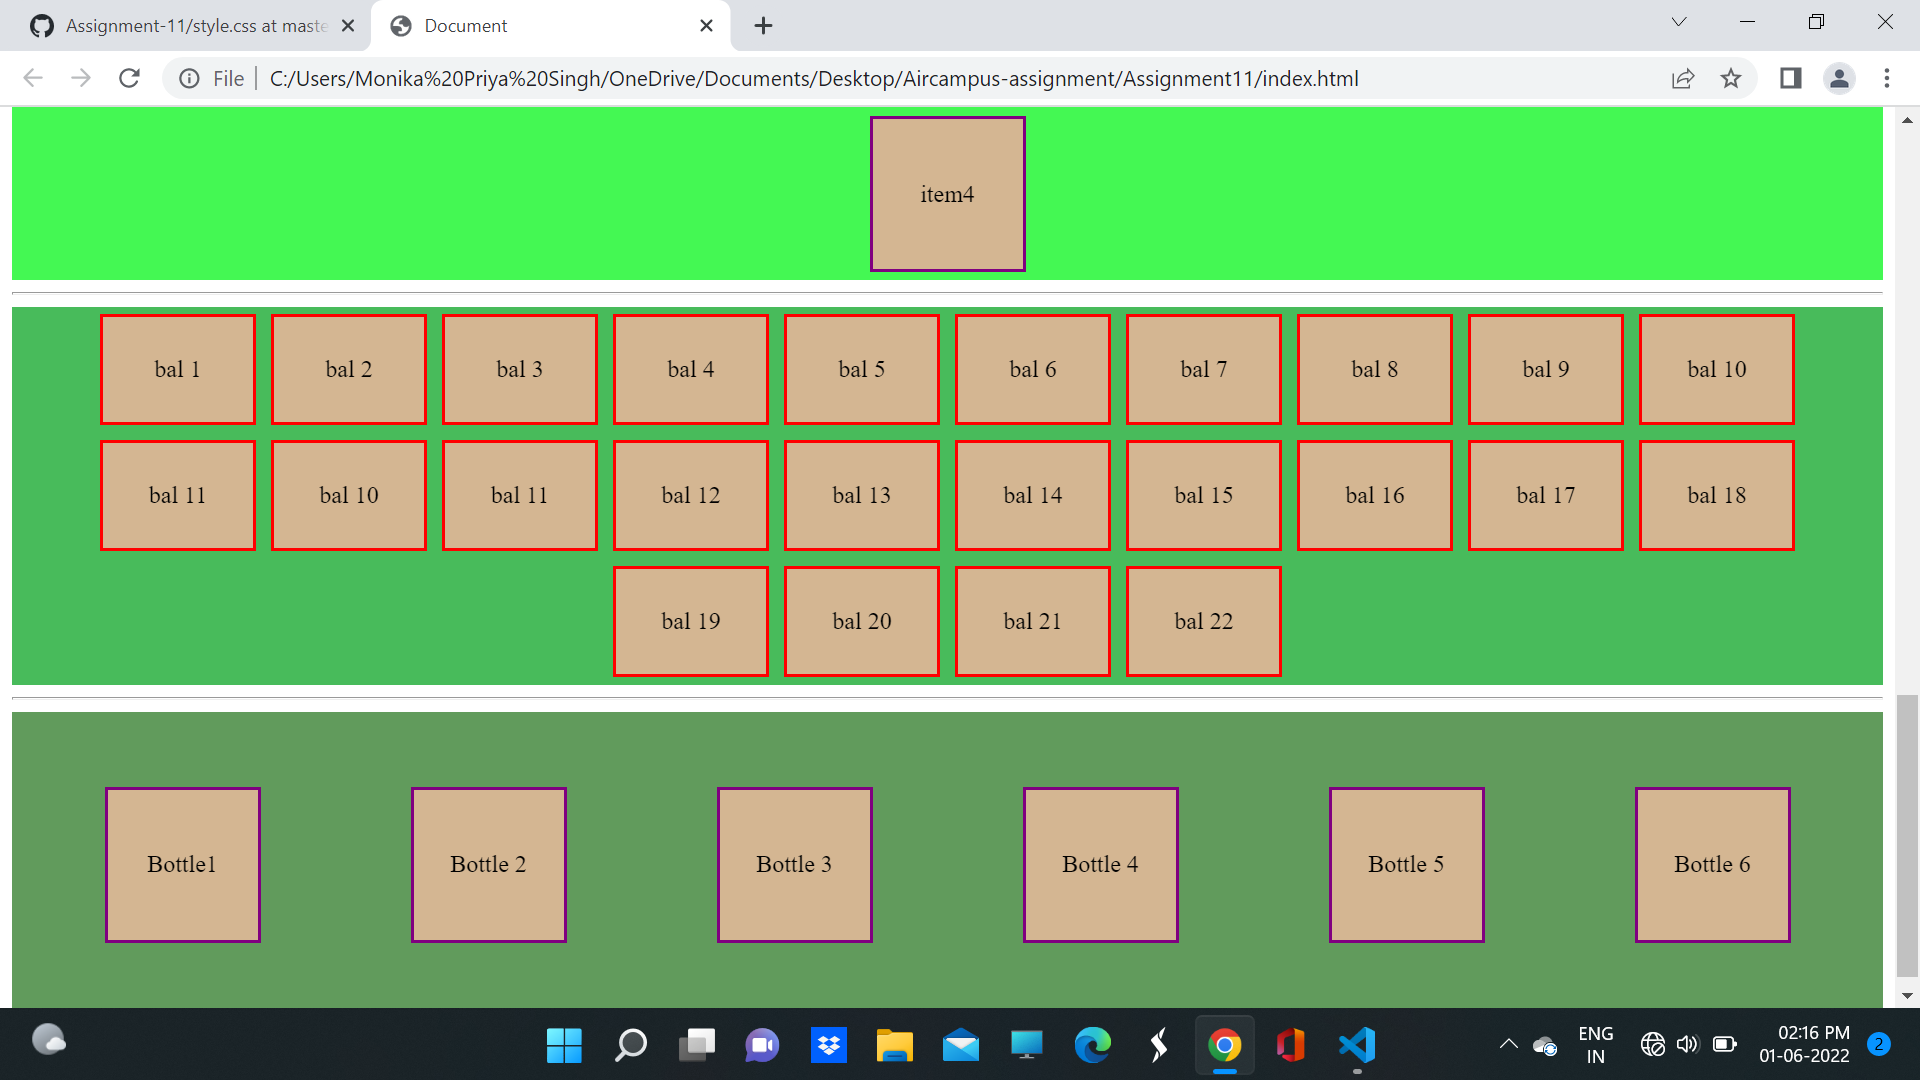 Assignment-11/style.css at maste
Document
File
C:/Users/Monika%20Priya%20Singh/OneDrive/Documents/Desktop/Aircampus-assignment/Assignment11/index.html
item4
bal 1 bal 2 bal 3 bal 4 bal 5 bal 6 bal 7 bal 8 bal 9 bal 10
bal 11 bal 10 bal 11 bal 12 bal 13 bal 14 bal 15 bal 16 bal 17 bal 18
bal 19 bal 20 bal 21 bal 22
Bottle1 Bottle 2 Bottle 3 Bottle 4 Bottle 5 Bottle 6
ENG
IN
02:16 PM
01-06-2022
2